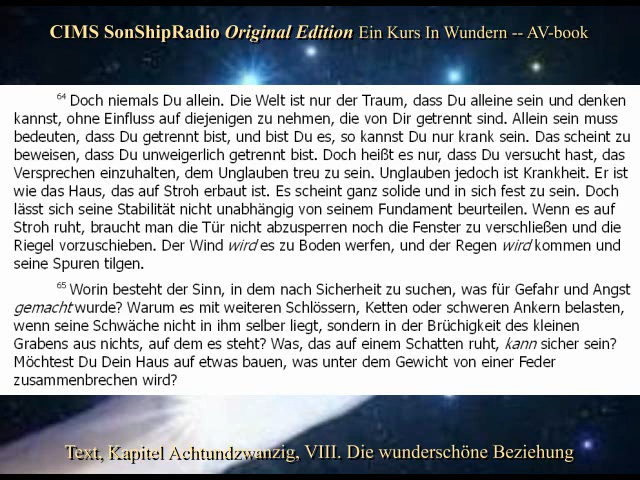 CIMS SonShipRadio Original Edition Ein Kurs In Wundern -- AV-book
64 Doch niemals Du allein. Die Welt ist nur der Traum, dass Du alleine sein und denken
kannst, ohne Einfluss auf diejenigen zu nehmen, die von Dir getrennt sind. Allein sein muss
bedeuten, dass Du getrennt bist, und bist Du es, so kannst Du nur krank sein. Das scheint zu
beweisen, dass Du unweigerlich getrennt bist. Doch heißt es nur, dass Du versucht hast, das
Versprechen einzuhalten, dem Unglauben treu zu sein. Unglauben jedoch ist Krankheit. Er ist
wie das Haus, das auf Stroh erbaut ist. Es scheint ganz solide und in sich fest zu sein. Doch
lässt sich seine Stabilität nicht unabhängig von seinem Fundament beurteilen. Wenn es auf
Stroh ruht, braucht man die Tür nicht abzusperren noch die Fenster zu verschließen und die
Riegel vorzuschieben. Der Wind wird es zu Boden werfen, und der Regen wird kommen und
seine Spuren tilgen.
65 Worin besteht der Sinn, in dem nach Sicherheit zu suchen, was für Gefahr und Angst
gemacht wurde? Warum es mit weiteren Schlössern, Ketten oder schweren Ankern belasten,
wenn seine Schwäche nicht in ihm selber liegt, sondern in der Brüchigkeit des kleinen
Grabens aus nichts, auf dem es steht? Was, das auf einem Schatten ruht, kann sicher sein?
Möchtest Du Dein Haus auf etwas bauen, was unter dem Gewicht von einer Feder
zusammenbrechen wird?
Text, Kapitel Achtundzwanzig, VIII. Die wunderschöne Beziehung